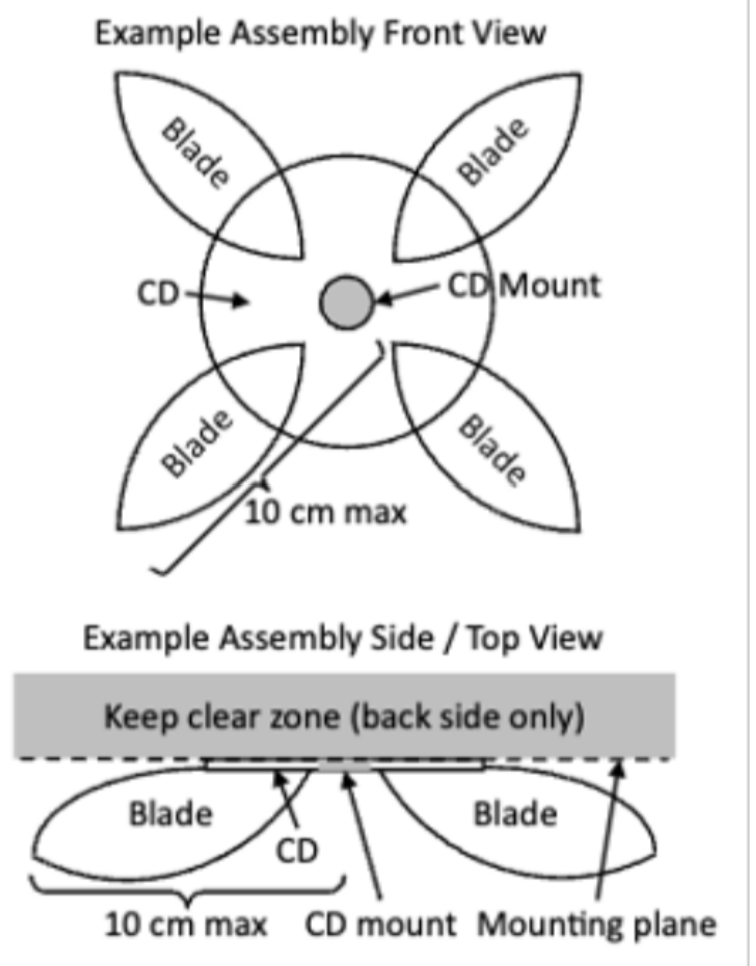 Example Assembly Front View
Blade
Blade
CD
CD Mount
Blade
Blade
10 cm max
Example Assembly Side / Top View
Keep clear zone (back side only)
Blade
Blade
CD
10 cm max
CD mount
Mounting plane